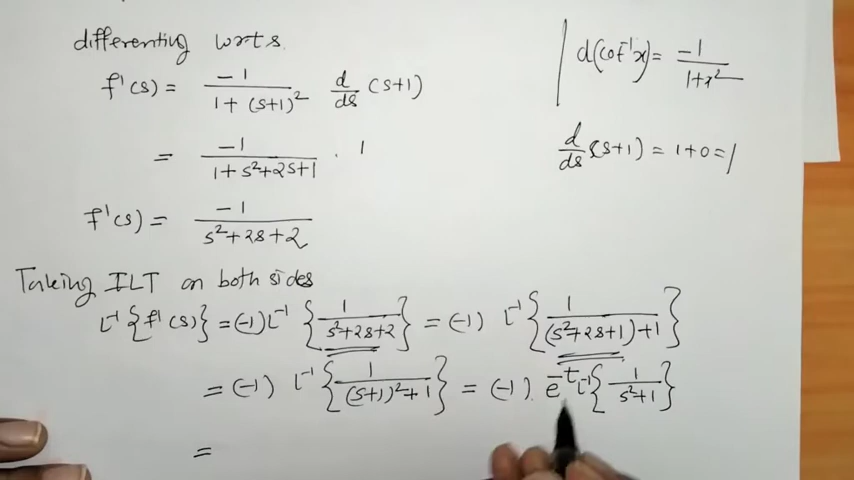 differenting w.r.t s.
f'(s) = -1/(1+(s+1)²) d/ds (s+1)
= -1/(1+s²+2s+1) . 1
f'(s) = -1/(s²+2s+2)
d(cot⁻¹x) = -1/(1+x²)
d/ds (s+1) = 1+0 = 1
Taking ILT on both sides
L⁻¹{f'(s)} = (-1) L⁻¹{1/(s²+2s+2)} = (-1) L⁻¹{1/((s²+2s+1)+1)}
= (-1) L⁻¹{1/((s+1)²+1)} = (-1). e⁻ᵗ L⁻¹{1/(s²+1)}
=